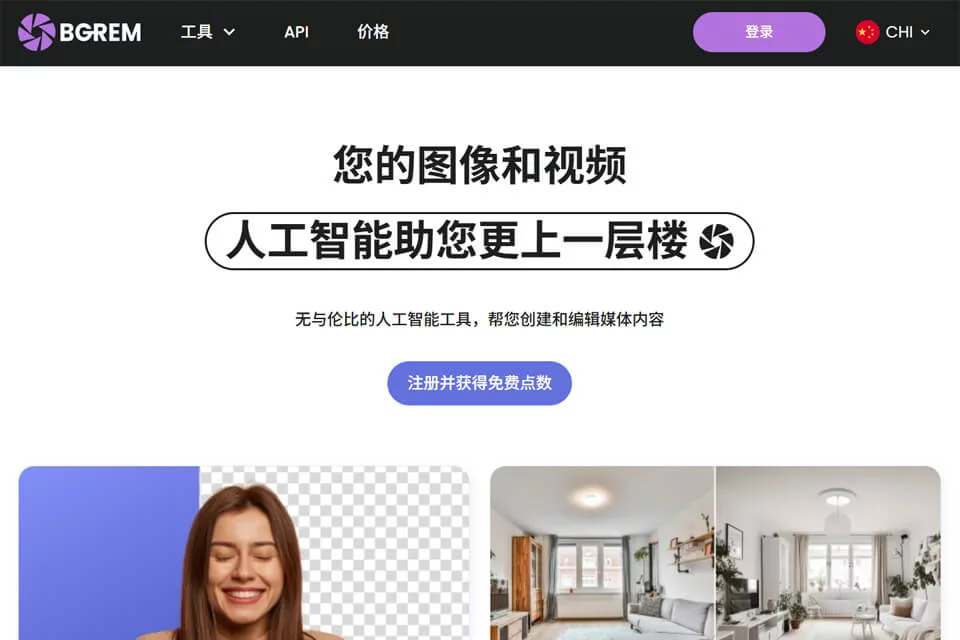 BGREM
工具
API
价格
登录
CHI
您的图像和视频
人工智能助您更上一层楼
无与伦比的人工智能工具，帮您创建和编辑媒体内容
注册并获得免费点数